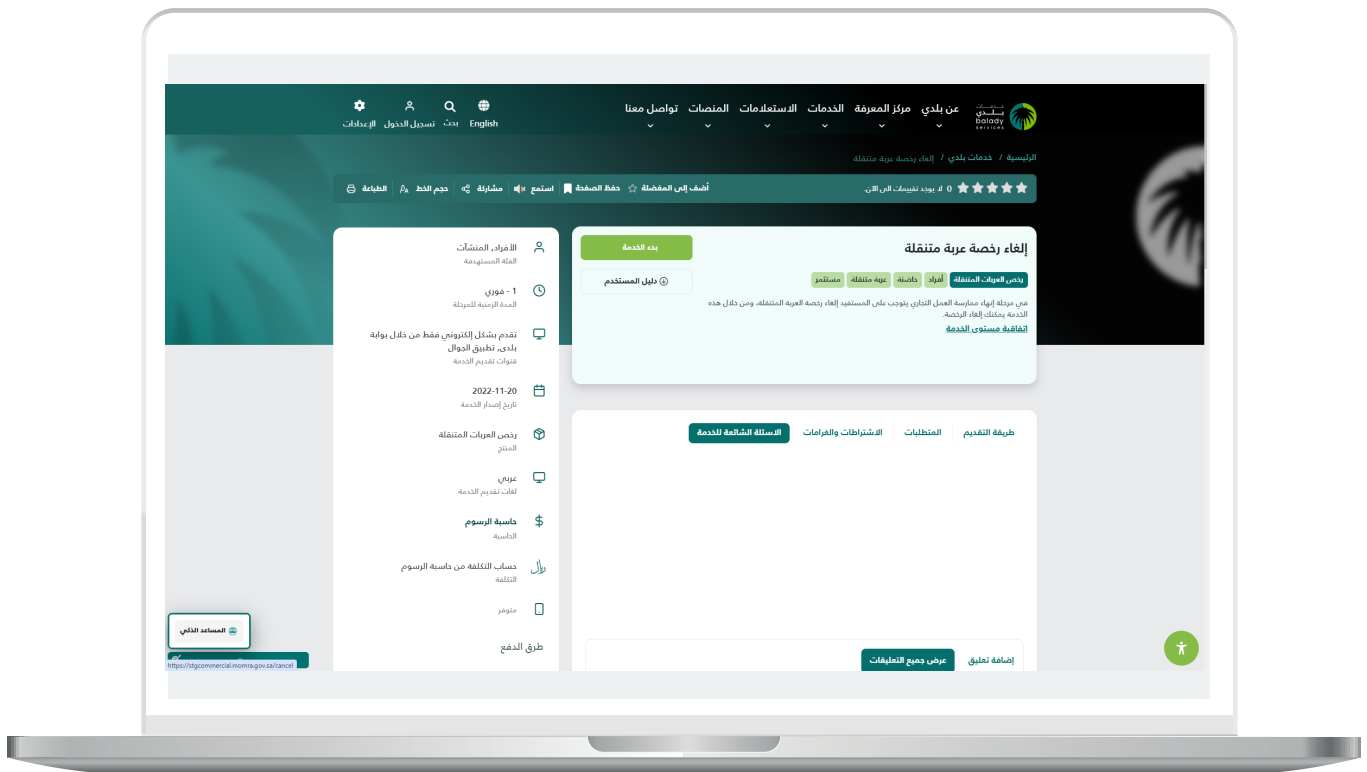 خدمات
بلدي
balady
services
عن بلدي
مركز المعرفة
الخدمات
الاستعلامات
المنصات
تواصل معنا
English
بحث
تسجيل الدخول
الإعدادات
الرئيسية / خدمات بلدي / إلغاء رخصة عربة متنقلة
0 لا يوجد تقييمات الى الآن.
أضف إلى المفضلة
حفظ الصفحة
استمع
مشاركة
حجم الخط
الطباعة
إلغاء رخصة عربة متنقلة
بدء الخدمة
دليل المستخدم
رخص العربات المتنقلة
أفراد
حاضنة
عربة متنقلة
مستثمر
في مرحلة إنهاء ممارسة العمل التجاري يتوجب على المستفيد إلغاء رخصة العربة المتنقلة، ومن خلال هذه
الخدمة يمكنك إلغاء الرخصة.
اتفاقية مستوى الخدمة
طريقة التقديم
المتطلبات
الاشتراطات والغرامات
الاسئلة الشائعة للخدمة
إضافة تعليق
عرض جميع التعليقات
الأفراد, المنشآت
الفئة المستهدفة
1 - فوري
المدة الزمنية للمرحلة
تقدم بشكل إلكتروني فقط من خلال بوابة
بلدي, تطبيق الجوال
قنوات تقديم الخدمة
2022-11-20
تاريخ إصدار الخدمة
رخص العربات المتنقلة
المنتج
عربي
لغات تقديم الخدمة
حاسبة الرسوم
الحاسبة
حساب التكلفة من حاسبة الرسوم
التكلفة
متوفر
طرق الدفع
المساعد الذكي
https://stgcommercial.momra.gov.sa/cancel